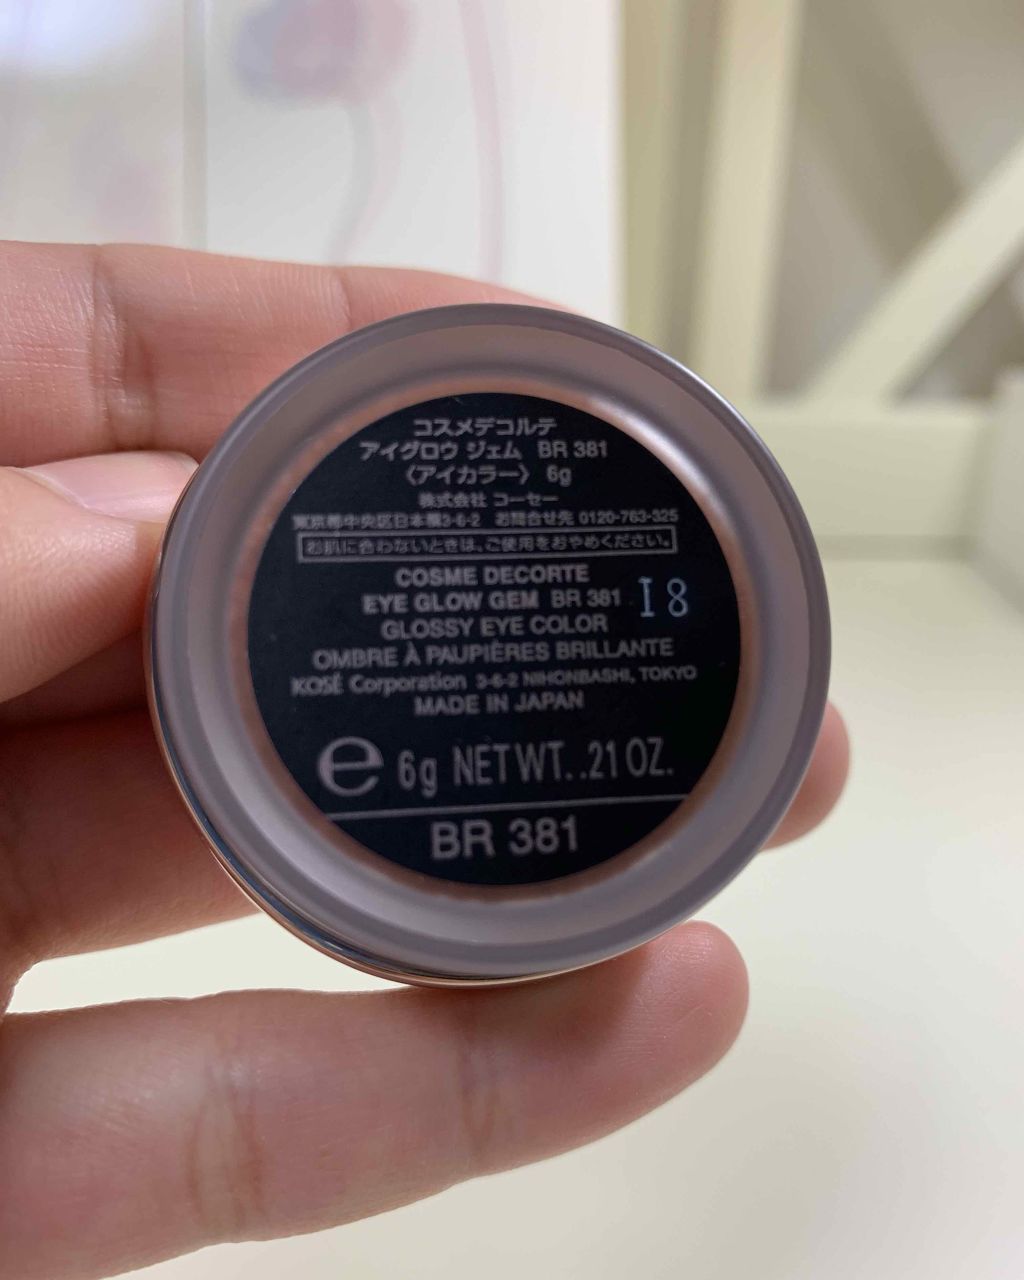 コスメデコルテ
アイグロウ ジェム BR 381
〈アイカラー〉 6g
株式会社 コーセー
東京都中央区日本橋3-6-2 お問合せ先 0120-763-325
お肌に合わないときは、ご使用をおやめください。
COSME DECORTE
EYE GLOW GEM BR 381
I8
GLOSSY EYE COLOR
OMBRE À PAUPIÈRES BRILLANTE
KOSÉ Corporation 3-6-2 NIHONBASHI, TOKYO
MADE IN JAPAN
e 6g NET WT. .21 OZ.
BR 381